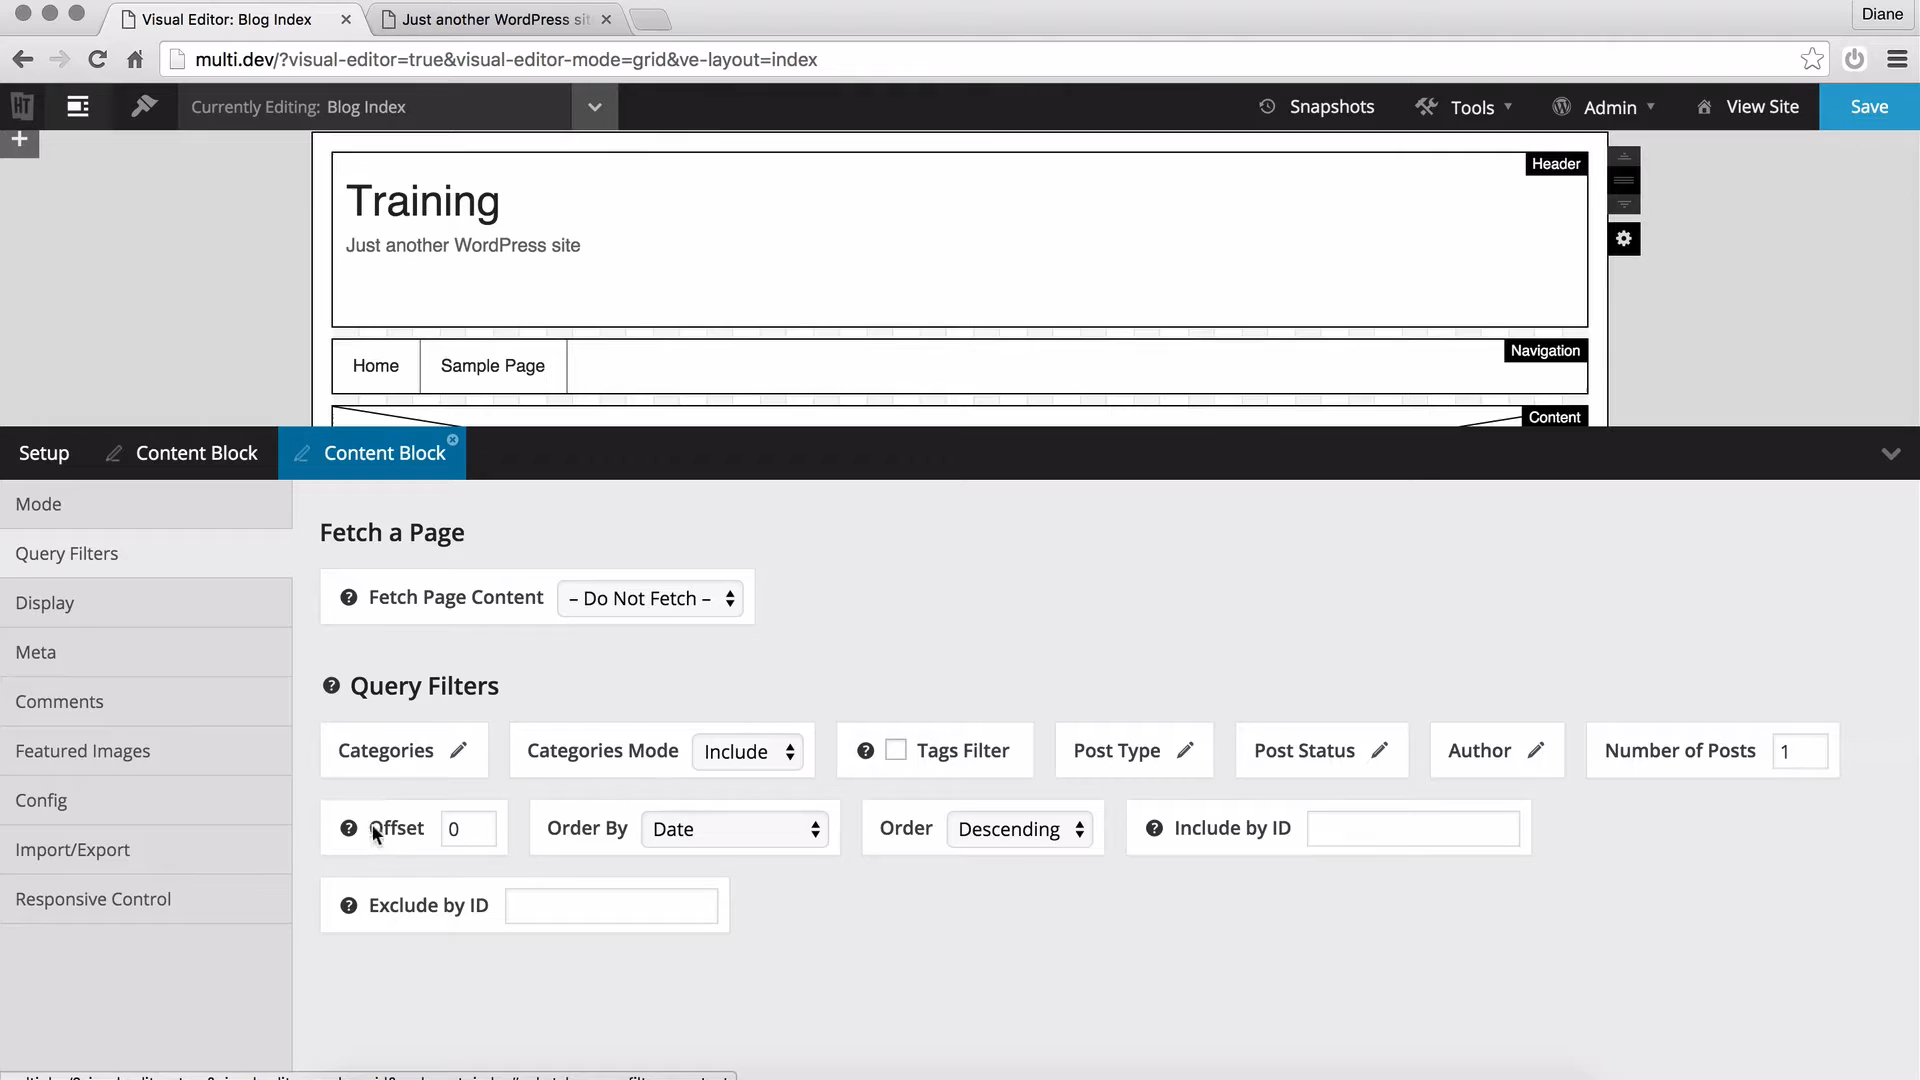 Visual Editor: Blog Index
Just another WordPress sit
Diane
multi.dev/?visual-editor=true&visual-editor-mode=grid&ve-layout=index
HT
Currently Editing: Blog Index
Snapshots
Tools
Admin
View Site
Save
Header
Training
Just another WordPress site
Navigation
Home
Sample Page
Content
Setup
Content Block
Content Block
Mode
Query Filters
Display
Meta
Comments
Featured Images
Config
Import/Export
Responsive Control
Fetch a Page
Fetch Page Content
– Do Not Fetch –
Query Filters
Categories
Categories Mode
Include
Tags Filter
Post Type
Post Status
Author
Number of Posts
1
Offset
0
Order By
Date
Order
Descending
Include by ID
Exclude by ID